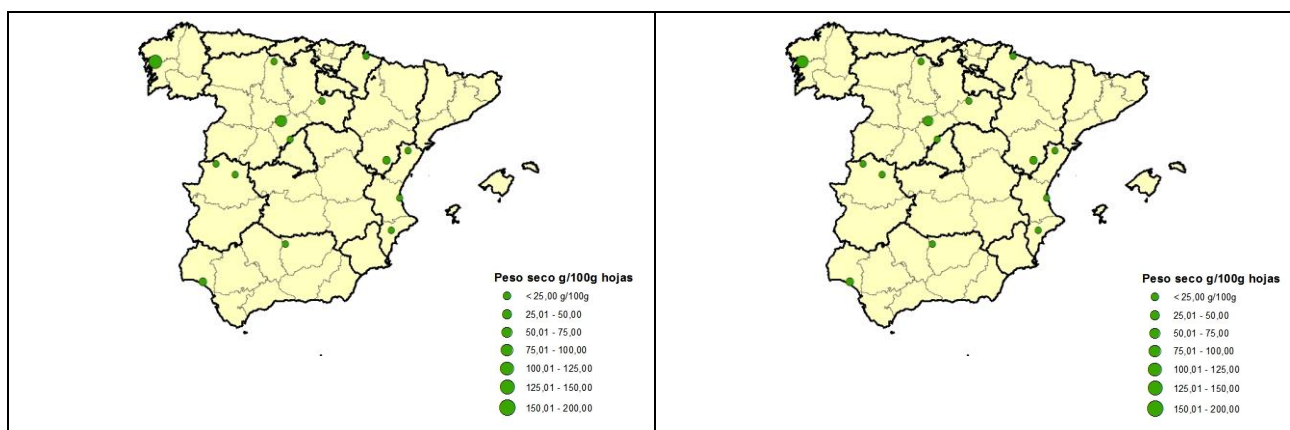 Peso seco g/100g hojas
< 25,00 g/100g
25,01 - 50,00
50,01 - 75,00
75,01 - 100,00
100,01 - 125,00
125,01 - 150,00
150,01 - 200,00
Peso seco g/100g hojas
< 25,00 g/100g
25,01 - 50,00
50,01 - 75,00
75,01 - 100,00
100,01 - 125,00
125,01 - 150,00
150,01 - 200,00